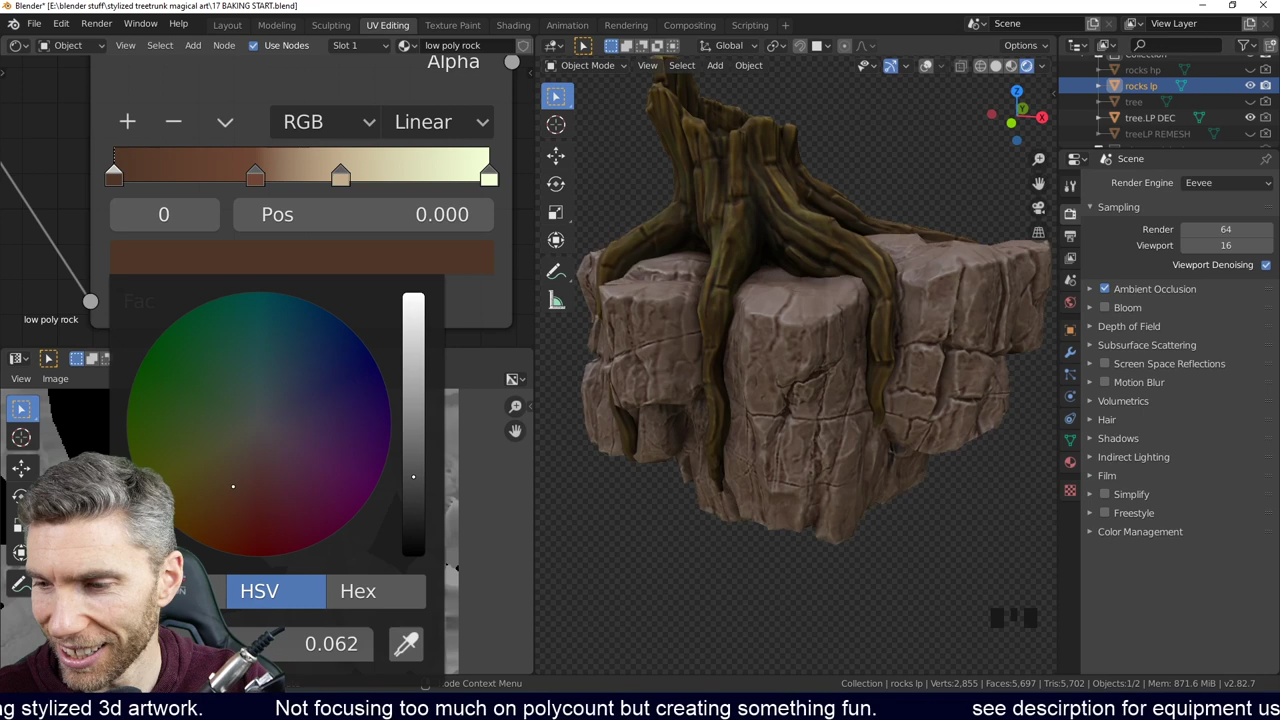 Blender* [E:\blender stuff\stylized treetrunk magical art\17 BAKING START.blend]
File Edit Render Window Help Layout Modeling Sculpting UV Editing Texture Paint Shading Animation Rendering Compositing Scripting Scene View Layer
Object View Select Add Node Use Nodes Slot 1 low poly rock Global Options
Object Mode View Select Add Object
Alpha
RGB Linear
0 Pos 0.000
Fac
low poly rock
View Image
HSV Hex
0.062
Z
Y
X
Collection
rocks hp
rocks lp
tree
tree.LP DEC
treeLP REMESH
Scene
Render Engine Eevee
Sampling
Render 64
Viewport 16
Viewport Denoising
Ambient Occlusion
Bloom
Depth of Field
Subsurface Scattering
Screen Space Reflections
Motion Blur
Volumetrics
Hair
Shadows
Indirect Lighting
Film
Simplify
Freestyle
Color Management
ode Context Menu Collection | rocks lp | Verts:2,855 | Faces:5,697 | Tris:5,702 | Objects:1/2 | Mem: 871.6 MiB | v2.82.7
ng stylized 3d artwork. Not focusing too much on polycount but creating something fun. see descirption for equipment us